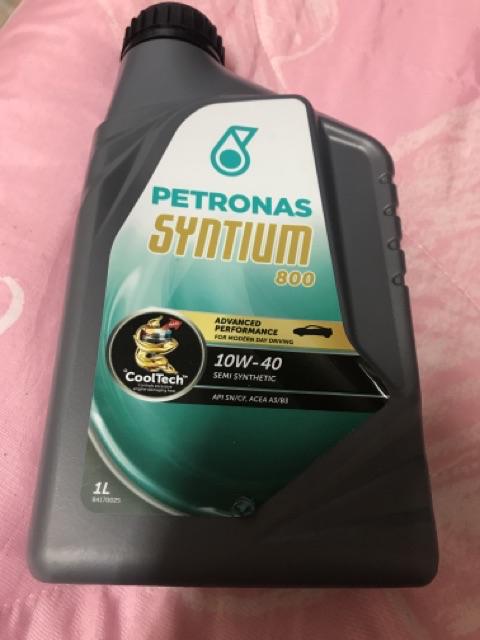 PETRONAS
SYNTIUM
800
ADVANCED
PERFORMANCE
FOR MODERN DAY DRIVING
10W-40
SEMI SYNTHETIC
API SN/CF, ACEA A3/B3
CoolTech™
1L